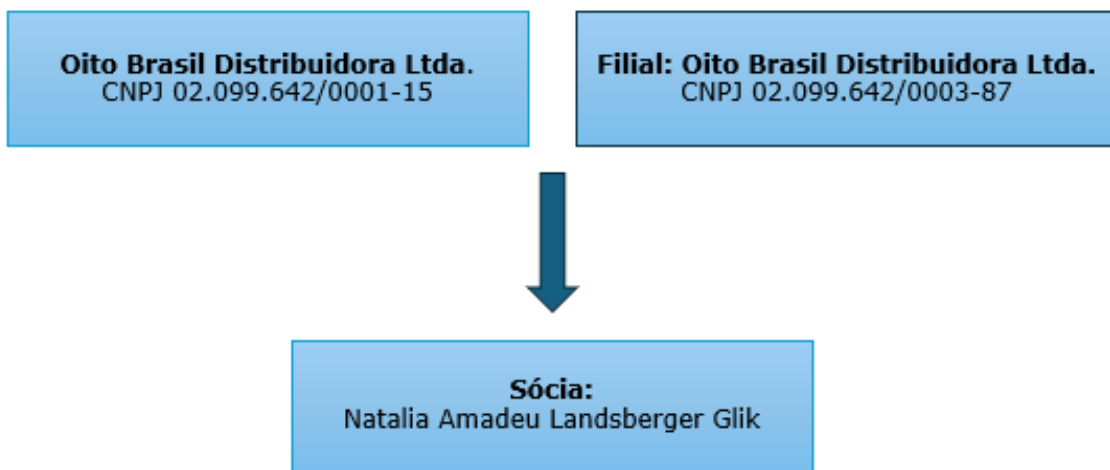 Oito Brasil Distribuidora Ltda.
CNPJ 02.099.642/0001-15
Filial: Oito Brasil Distribuidora Ltda.
CNPJ 02.099.642/0003-87
Sócia:
Natalia Amadeu Landsberger Glik